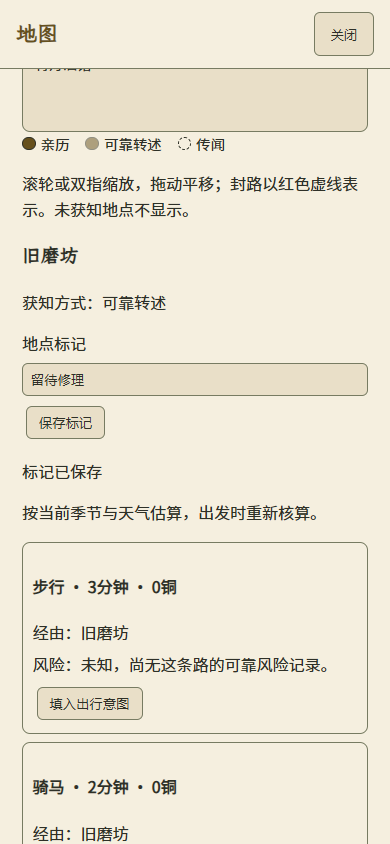 地图
关闭
亲历
可靠转述
传闻
滚轮或双指缩放，拖动平移；封路以红色虚线表
示。未获知地点不显示。
旧磨坊
获知方式：可靠转述
地点标记
留待修理
保存标记
标记已保存
按当前季节与天气估算，出发时重新核算。
步行 · 3分钟 · 0铜
经由：旧磨坊
风险：未知，尚无这条路的可靠风险记录。
填入出行意图
骑马 · 2分钟 · 0铜
经由：旧磨坊